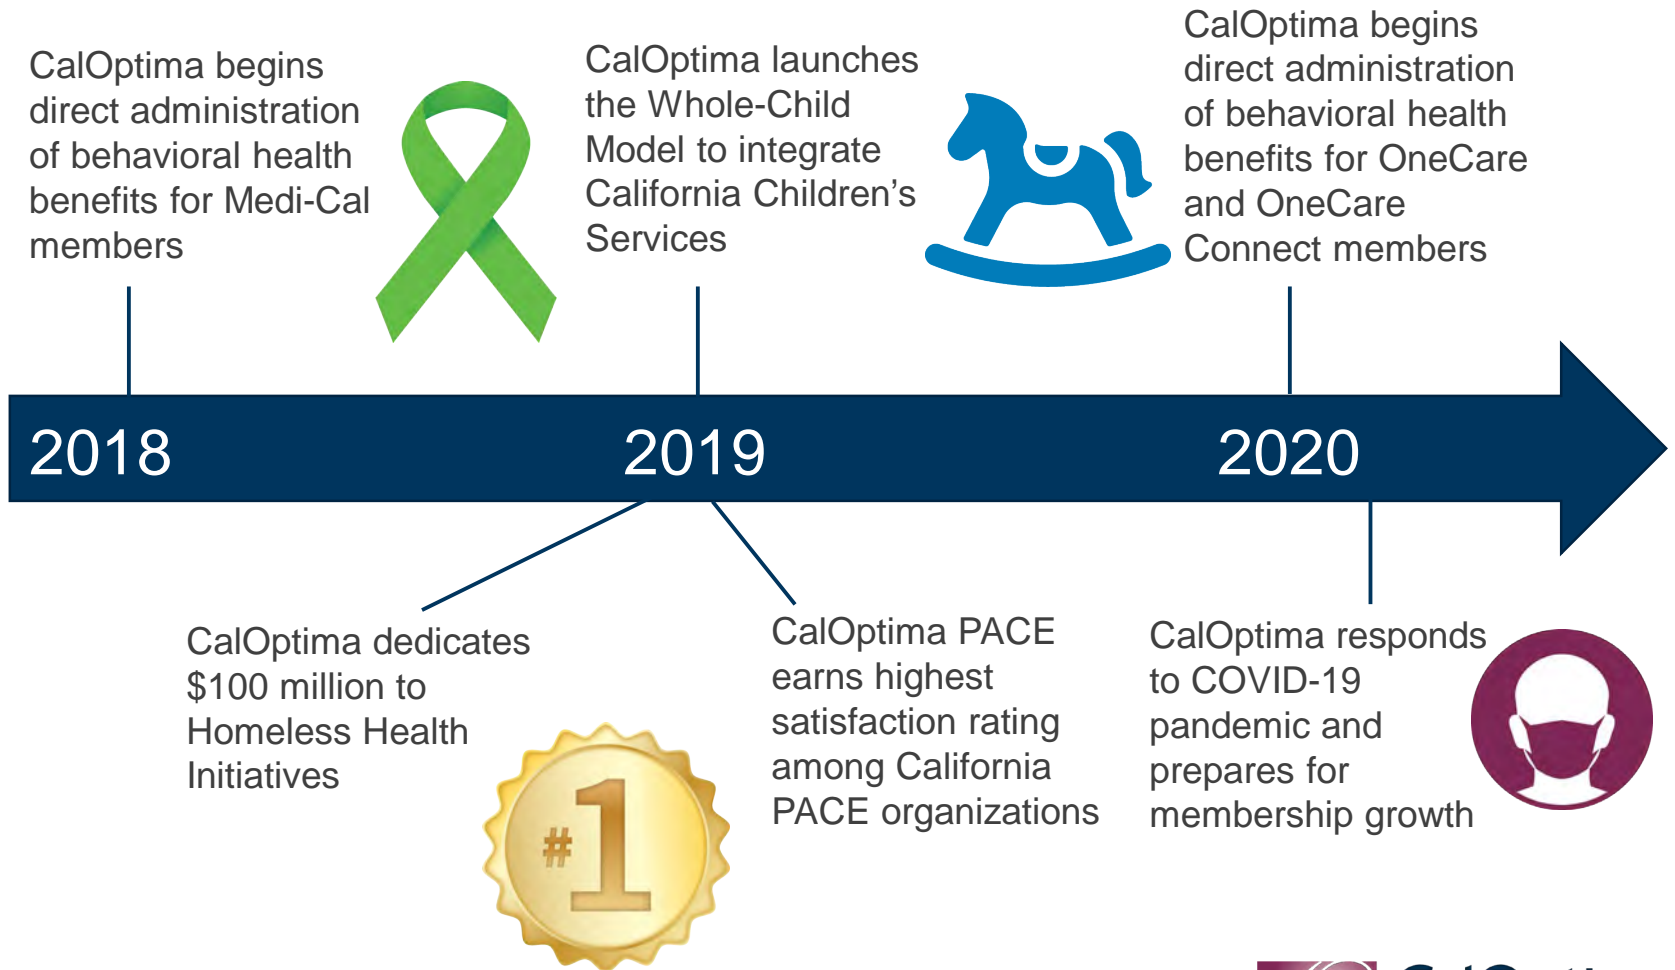 CalOptima begins
direct administration
of behavioral health
benefits for Medi-Cal
members
CalOptima launches
the Whole-Child
Model to integrate
California Children's
Services
CalOptima begins
direct administration
of behavioral health
benefits for OneCare
and OneCare
Connect members
2018
2019
2020
CalOptima dedicates
$100 million to
Homeless Health
Initiatives
#1
CalOptima PACE
earns highest
satisfaction rating
among California
PACE organizations
CalOptima responds
to COVID-19
pandemic and
prepares for
membership growth